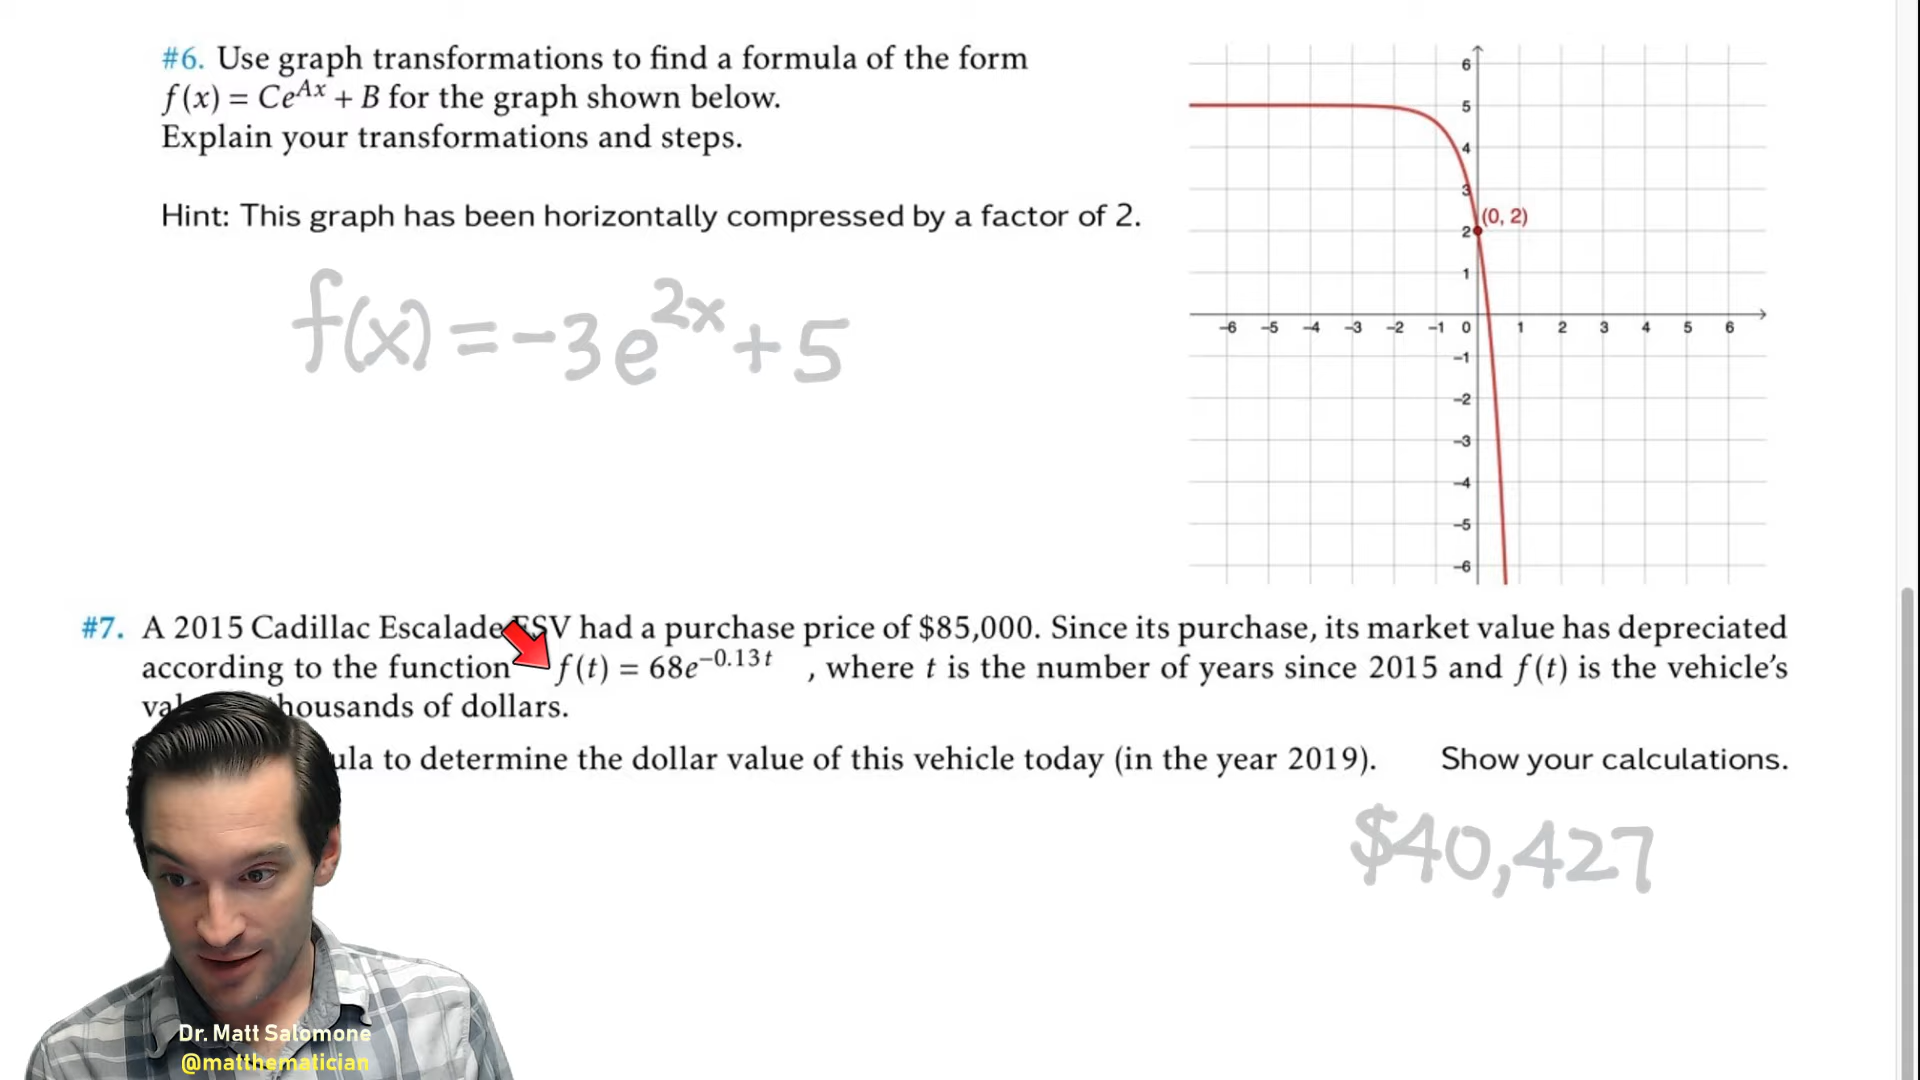 #6. Use graph transformations to find a formula of the form
f(x) = Ce^{Ax} + B for the graph shown below.
Explain your transformations and steps.
Hint: This graph has been horizontally compressed by a factor of 2.
f(x) = -3e^{2x} + 5
6
5
4
3
(0, 2)
2
1
-6 -5 -4 -3 -2 -1 0 1 2 3 4 5 6
-1
-2
-3
-4
-5
-6
#7. A 2015 Cadillac Escalade ESV had a purchase price of $85,000. Since its purchase, its market value has depreciated
according to the function f(t) = 68e^{-0.13t} , where t is the number of years since 2015 and f(t) is the vehicle's
of dollars.
to determine the dollar value of this vehicle today (in the year 2019). Show your calculations.
$40,427
Dr. Matt Salomone
@matthematician